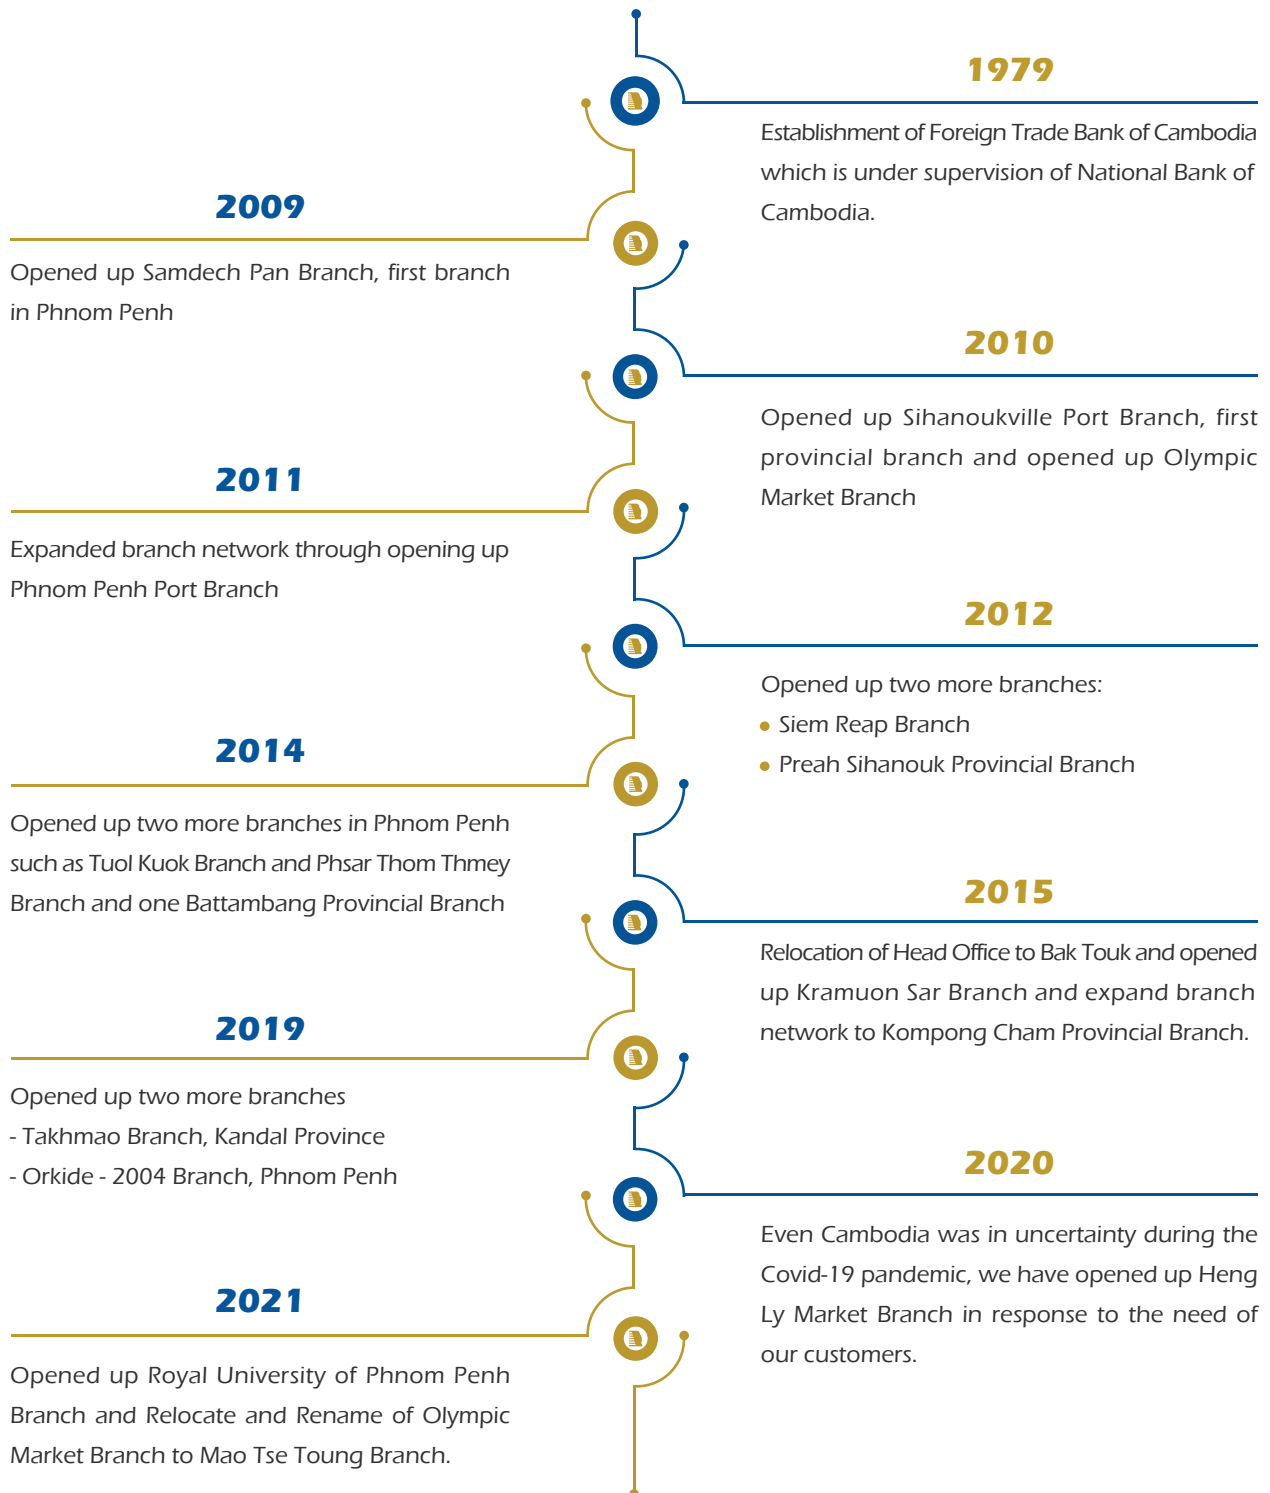 1979
Establishment of Foreign Trade Bank of Cambodia
which is under supervision of National Bank of
Cambodia.
2009
Opened up Samdech Pan Branch, first branch
in Phnom Penh
2010
Opened up Sihanoukville Port Branch, first
provincial branch and opened up Olympic
Market Branch
2011
Expanded branch network through opening up
Phnom Penh Port Branch
2012
Opened up two more branches:
• Siem Reap Branch
• Preah Sihanouk Provincial Branch
2014
Opened up two more branches in Phnom Penh
such as Tuol Kuok Branch and Phsar Thom Thmey
Branch and one Battambang Provincial Branch
2015
Relocation of Head Office to Bak Touk and opened
up Kramuon Sar Branch and expand branch
network to Kompong Cham Provincial Branch.
2019
Opened up two more branches
- Takhmao Branch, Kandal Province
- Orkide - 2004 Branch, Phnom Penh
2020
Even Cambodia was in uncertainty during the
Covid-19 pandemic, we have opened up Heng
Ly Market Branch in response to the need of
our customers.
2021
Opened up Royal University of Phnom Penh
Branch and Relocate and Rename of Olympic
Market Branch to Mao Tse Toung Branch.